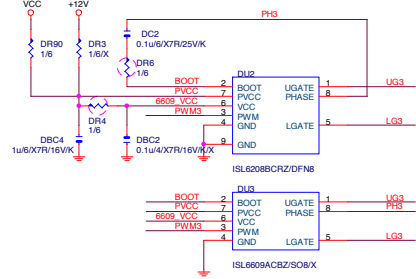 VCC
+12V
PH3
DC2
0.1u/6/X7R/25V/K
DR90
1/6
DR3
1/6/X
DR6
1/6
BOOT
PVCC
6609_VCC
PWM3
DR4
1/6
DBC4
1u/6/X7R/16V/K
DBC2
0.1u/4/X7R/16V/K/X
DU2
2 BOOT UGATE 1 UG3
7 PVCC PHASE 8
6 VCC
3 PWM
4 GND LGATE 5 LG3
9 GND
ISL6208BCRZ/DFN8
DU3
BOOT 2 BOOT UGATE 1 UG3
PVCC 7 PVCC PHASE 8 PH3
6609_VCC 6 VCC
PWM3 3 PWM
4 GND LGATE 5 LG3
ISL6609ACBZ/SO8/X